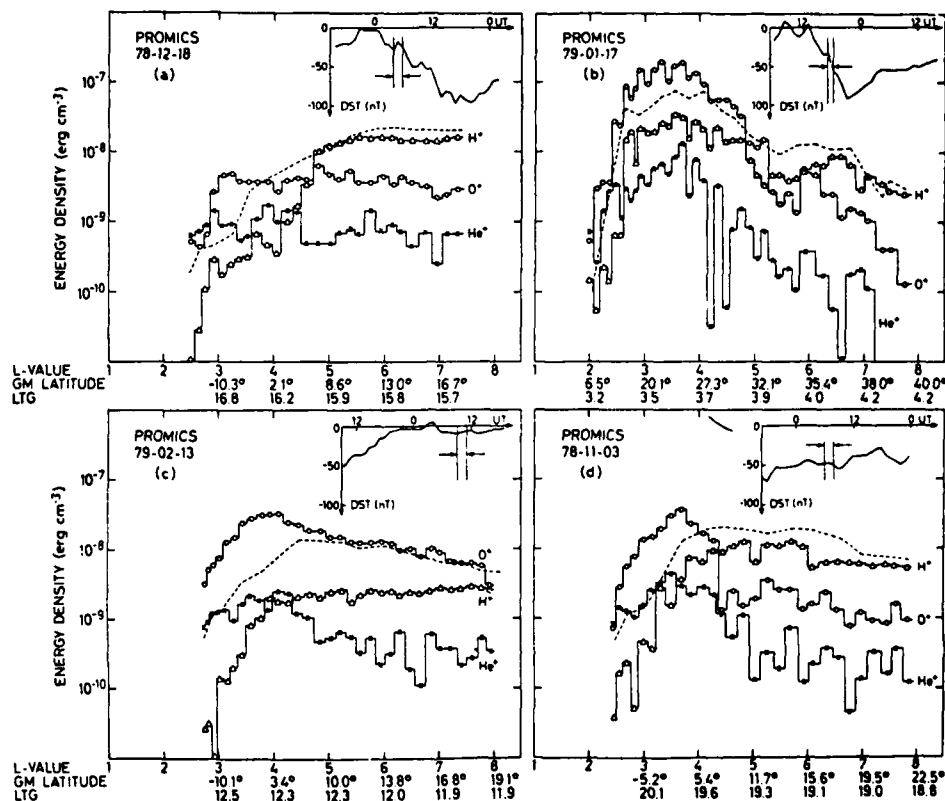 PROMICS
78-12-18
(a)
0 12 0 UT
0
-50
-100
DST (nT)
H⁺
O⁺
He⁺
PROMICS
79-01-17
(b)
12 0 12 UT
0
-50
-100
DST (nT)
H⁺
O⁺
He⁺
ENERGY DENSITY (erg cm⁻³)
10⁻⁷
10⁻⁸
10⁻⁹
10⁻¹⁰
L-VALUE 1 2 3 4 5 6 7 8 2 3 4 5 6 7 8
GM LATITUDE -10.3° 2.1° 8.6° 13.0° 16.7° 6.5° 20.1° 27.3° 32.1° 35.4° 38.0° 40.0°
LTG 16.8 16.2 15.9 15.8 15.7 3.2 3.5 3.7 3.9 4.0 4.2 4.2
PROMICS
79-02-13
(c)
12 0 12
0
-50
-100
DST (nT)
O⁺
H⁺
He⁺
PROMICS
78-11-03
(d)
12 0 12 0 UT
0
-50
-100
DST (nT)
H⁺
O⁺
He⁺
ENERGY DENSITY (erg cm⁻³)
10⁻⁷
10⁻⁸
10⁻⁹
10⁻¹⁰
L-VALUE 1 2 3 4 5 6 7 8 2 3 4 5 6 7 8
GM LATITUDE -10.1° 3.4° 10.0° 13.8° 16.8° 19.1° -5.2° 5.4° 11.7° 15.6° 19.5° 22.5°
LTG 12.5 12.3 12.3 12.0 11.9 11.9 20.1 19.6 19.3 19.1 19.0 18.8